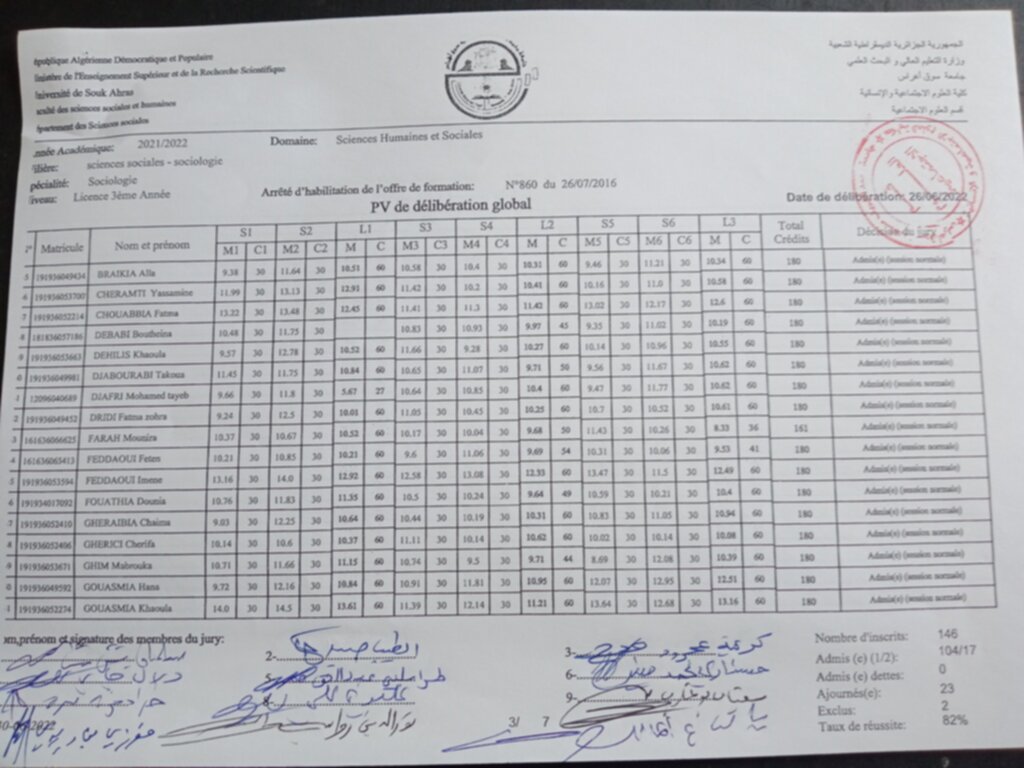 épublique Algérienne Démocratique et Populaire
linistère de l'Enseignement Supérieur et de la Recherche Scientifique
Université de Souk Ahras
culté des sciences sociales et humaines
épartement des Sciences sociales
الجمهورية الجزائرية الديمقراطية الشعبية
وزارة التعليم العالي و البحث العلمي
جامعة سوق أهراس
كلية العلوم الاجتماعية والإنسانية
قسم العلوم الاجتماعية
nnée Académique: 2021/2022 Domaine: Sciences Humaines et Sociales
ilière: sciences sociales - sociologie
pécialité: Sociologie
iveau: Licence 3ème Année
Arrêté d'habilitation de l'offre de formation: N°860 du 26/07/2016
PV de délibération global
Date de délibération: 26/06/2022
S1 S2 L1 S3 S4 L2 S5 S6 L3
Matricule Nom et prénom M1 C1 M2 C2 M C M3 C3 M4 C4 M C M5 C5 M6 C6 M C Total Crédits Décision du jury
5 191936049434 BRAIKIA Alla 9.38 30 11.64 30 10.51 60 10.58 30 10.4 30 10.31 60 9.46 30 11.21 30 10.34 60 180 Admis(e) (session normale)
6 191936053700 CHERAMTI Yassamine 11.99 30 13.13 30 12.91 60 11.42 30 10.2 30 10.41 60 10.16 30 11.0 30 10.58 60 180 Admis(e) (session normale)
7 191936052214 CHOUABBIA Fatma 13.22 30 13.48 30 12.45 60 11.41 30 11.3 30 11.42 60 13.02 30 12.17 30 12.6 60 180 Admis(e) (session normale)
8 181836057186 DEBABI Boutheina 10.48 30 11.75 30 10.83 30 10.93 30 9.97 45 9.35 30 11.02 30 10.19 60 180 Admis(e) (session normale)
9 191936053663 DEHILIS Khaoula 9.57 30 12.78 30 10.52 60 11.66 30 9.28 30 10.27 60 10.14 30 10.96 30 10.55 60 180 Admis(e) (session normale)
0 191936049981 DJABOURABI Takoua 11.45 30 11.75 30 10.84 60 10.65 30 11.07 30 9.71 50 9.56 30 11.67 30 10.62 60 180 Admis(e) (session normale)
1 12096040689 DJAFRI Mohamed tayeb 9.66 30 11.8 30 5.67 27 10.64 30 10.85 30 10.4 60 9.47 30 11.77 30 10.62 60 180 Admis(e) (session normale)
2 191936049452 DRIDI Fatma zohra 9.24 30 12.5 30 10.01 60 11.05 30 10.45 30 10.25 60 10.7 30 10.52 30 10.61 60 180 Admis(e) (session normale)
3 161636066625 FARAH Mounira 10.37 30 10.67 30 10.52 60 10.17 30 10.04 30 9.68 50 11.43 30 10.26 30 8.33 36 161 Admis(e) (session normale)
4 161636065413 FEDDAOUI Feten 10.21 30 10.85 30 10.21 60 9.6 30 11.06 30 9.69 54 10.31 30 10.06 30 9.53 41 180 Admis(e) (session normale)
5 191936053594 FEDDAOUI Imene 13.16 30 14.0 30 12.92 60 12.58 30 13.08 30 12.33 60 13.47 30 11.5 30 12.49 60 180 Admis(e) (session normale)
6 191934017092 FOUATHIA Dounia 10.76 30 11.83 30 11.35 60 10.5 30 10.24 30 9.64 49 10.59 30 10.21 30 10.4 60 180 Admis(e) (session normale)
7 191936052410 GHERAIBIA Chaima 9.03 30 12.25 30 10.64 60 10.44 30 10.19 30 10.31 60 10.83 30 11.05 30 10.94 60 180 Admis(e) (session normale)
8 191936052406 GHERICI Cherifa 10.14 30 10.6 30 10.37 60 11.11 30 10.14 30 10.62 60 10.02 30 10.14 30 10.08 60 180 Admis(e) (session normale)
9 191936053671 GHIM Mabrouka 10.71 30 11.66 30 11.15 60 10.74 30 9.5 30 9.71 44 8.69 30 12.08 30 10.39 60 180 Admis(e) (session normale)
0 191936049592 GOUASMIA Hana 9.72 30 12.16 30 10.84 60 10.91 30 11.81 30 10.95 60 12.07 30 12.95 30 12.51 60 180 Admis(e) (session normale)
1 191936052274 GOUASMIA Khaoula 14.0 30 14.5 30 13.61 60 11.39 30 12.14 30 11.21 60 13.64 30 12.68 30 13.16 60 180 Admis(e) (session normale)
om,prénom et signature des membres du jury:
2-
3-
6-
9-
3/ 7
Nombre d'inscrits: 146
Admis (e) (1/2): 104/17
Admis (e) dettes: 0
Ajournés(e): 23
Exclus: 2
Taux de réussite: 82%